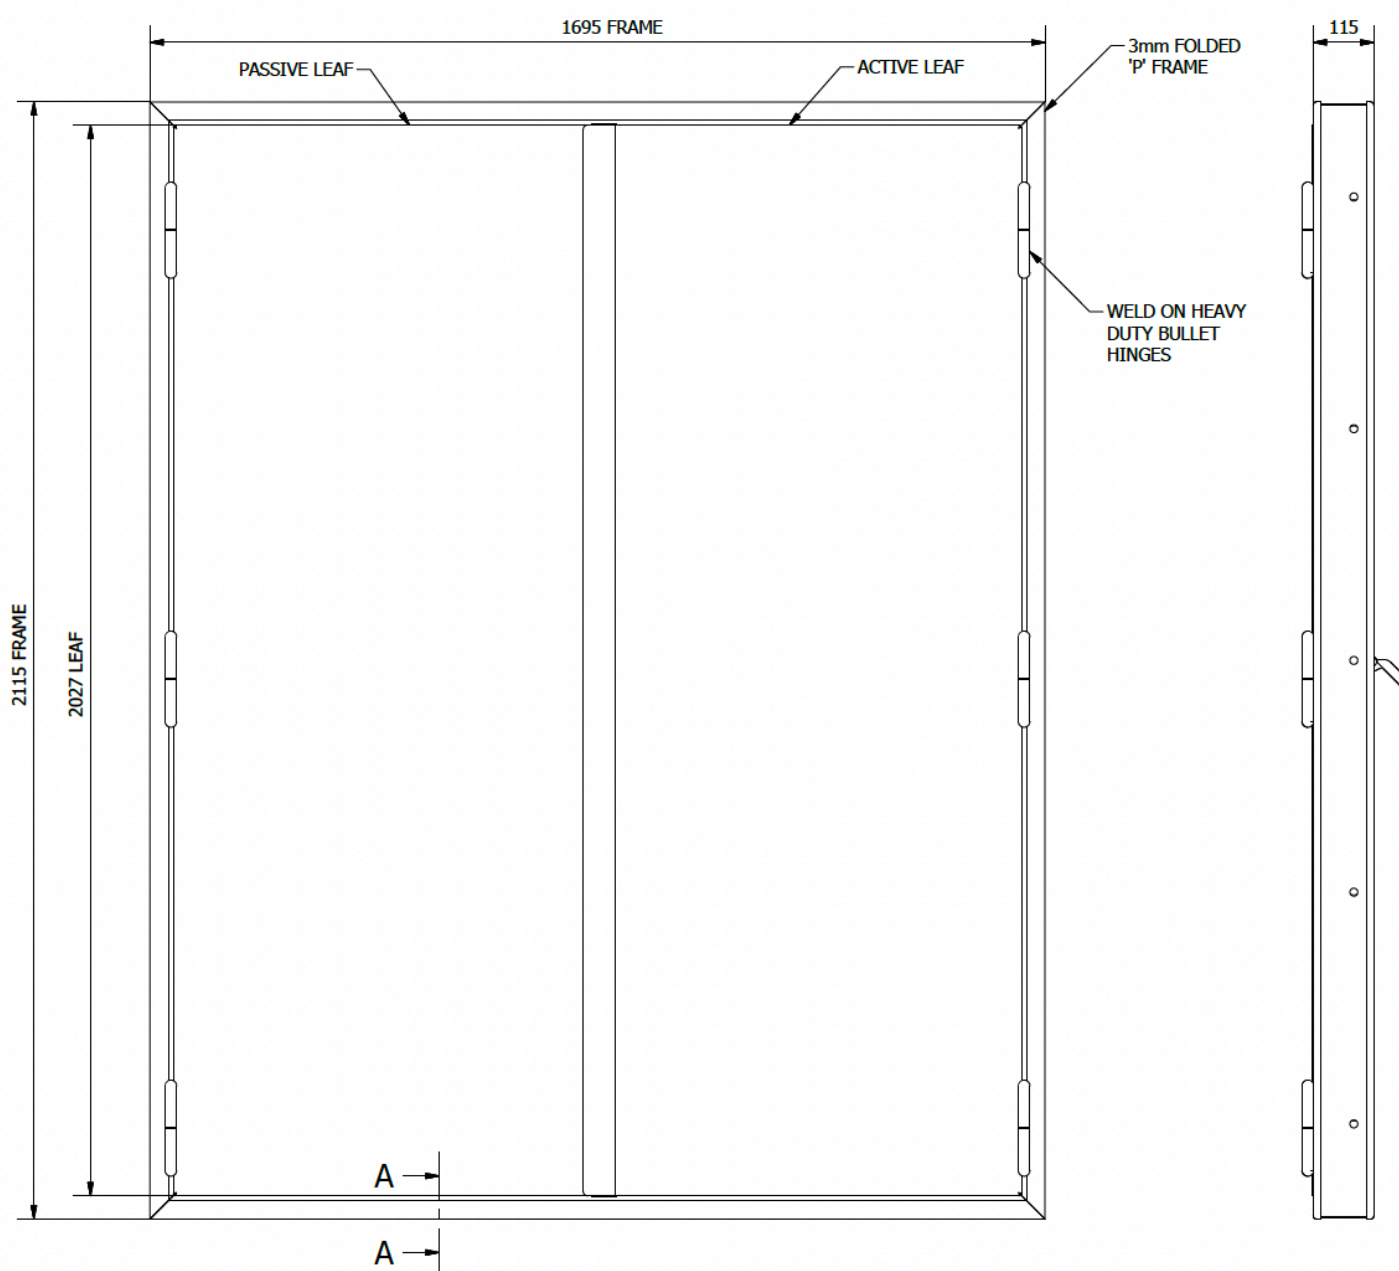 1695 FRAME
115
PASSIVE LEAF
ACTIVE LEAF
3mm FOLDED
'P' FRAME
WELD ON HEAVY
DUTY BULLET
HINGES
2115 FRAME
2027 LEAF
A
A